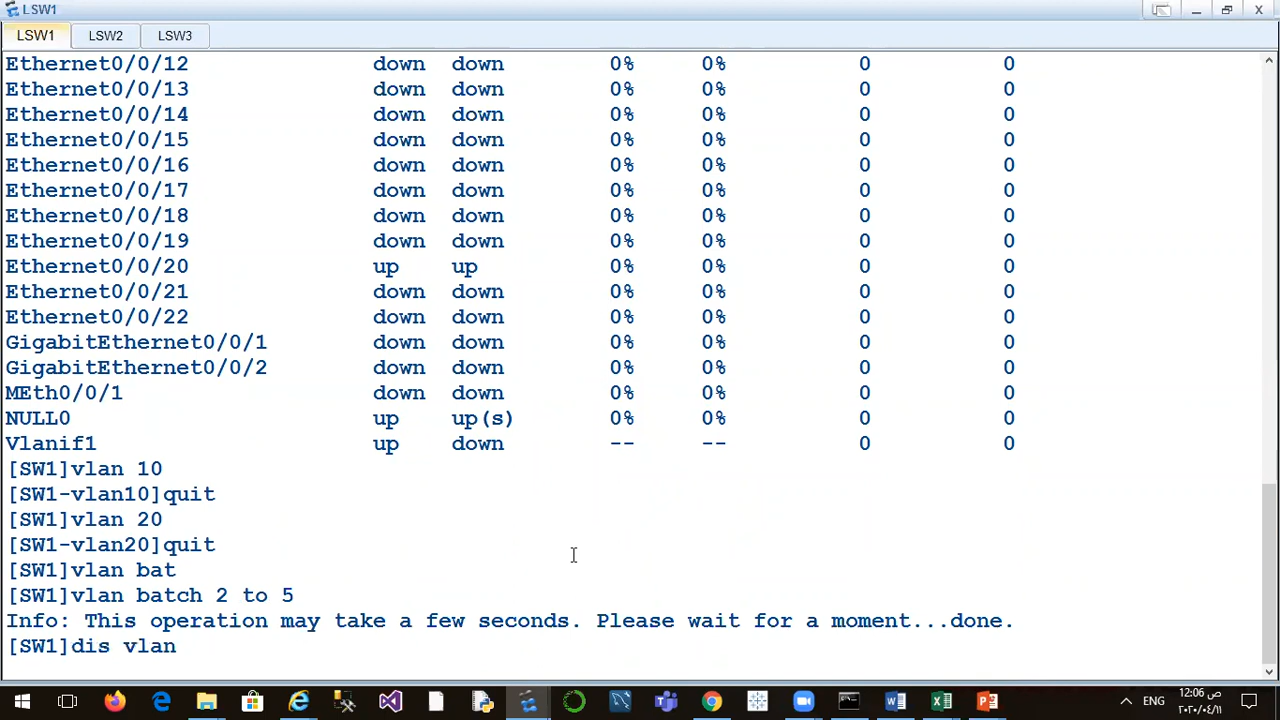 LSW1
LSW1 LSW2 LSW3
Ethernet0/0/12 down down 0% 0% 0 0
Ethernet0/0/13 down down 0% 0% 0 0
Ethernet0/0/14 down down 0% 0% 0 0
Ethernet0/0/15 down down 0% 0% 0 0
Ethernet0/0/16 down down 0% 0% 0 0
Ethernet0/0/17 down down 0% 0% 0 0
Ethernet0/0/18 down down 0% 0% 0 0
Ethernet0/0/19 down down 0% 0% 0 0
Ethernet0/0/20 up up 0% 0% 0 0
Ethernet0/0/21 down down 0% 0% 0 0
Ethernet0/0/22 down down 0% 0% 0 0
GigabitEthernet0/0/1 down down 0% 0% 0 0
GigabitEthernet0/0/2 down down 0% 0% 0 0
MEth0/0/1 down down 0% 0% 0 0
NULL0 up up(s) 0% 0% 0 0
Vlanif1 up down -- -- 0 0
[SW1]vlan 10
[SW1-vlan10]quit
[SW1]vlan 20
[SW1-vlan20]quit
[SW1]vlan bat
[SW1]vlan batch 2 to 5
Info: This operation may take a few seconds. Please wait for a moment...done.
[SW1]dis vlan
ENG
12:06 ص
٢٠٢٠/٠٤/١١